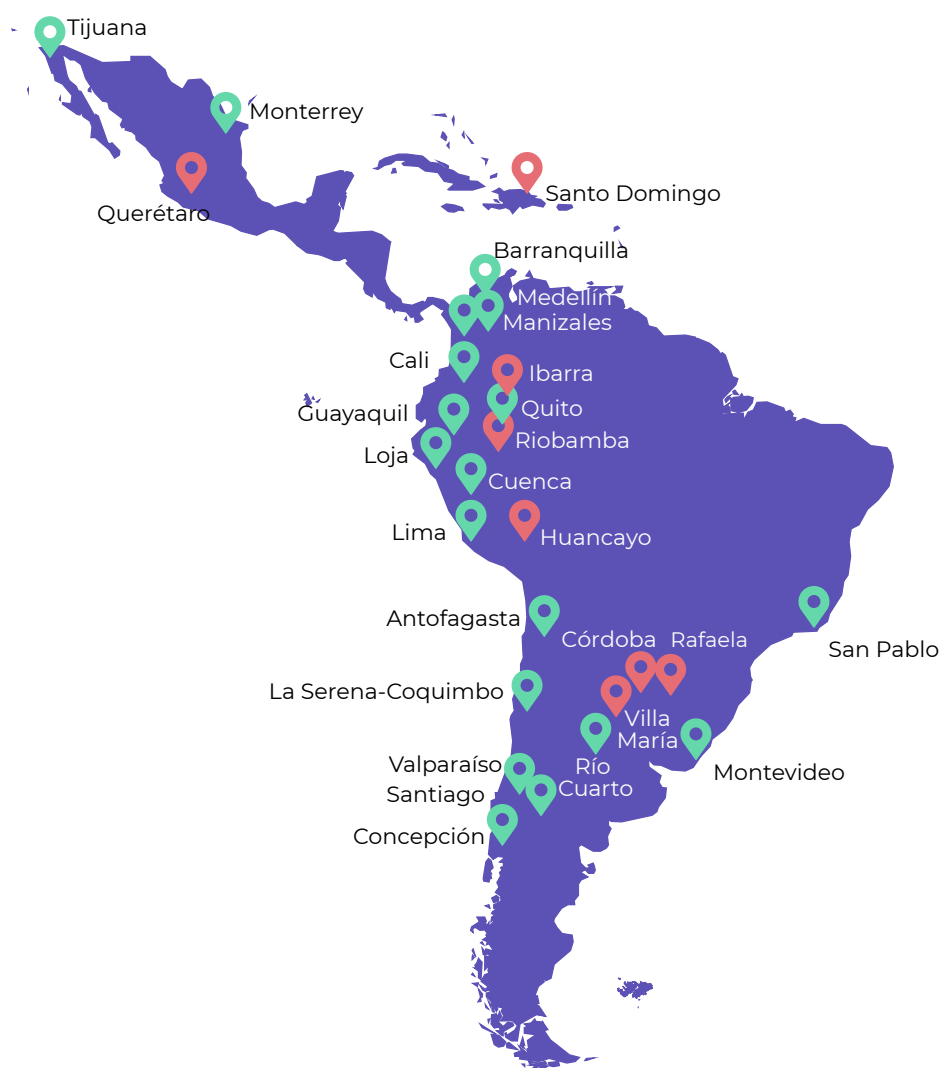 Tijuana
Monterrey
Querétaro
Santo Domingo
Barranquilla
Medellín
Manizales
Cali
Ibarra
Guayaquil
Quito
Riobamba
Loja
Cuenca
Lima
Huancayo
Antofagasta
Córdoba
Rafaela
San Pablo
La Serena-Coquimbo
Villa
María
Valparaíso
Río
Cuarto
Montevideo
Santiago
Concepción